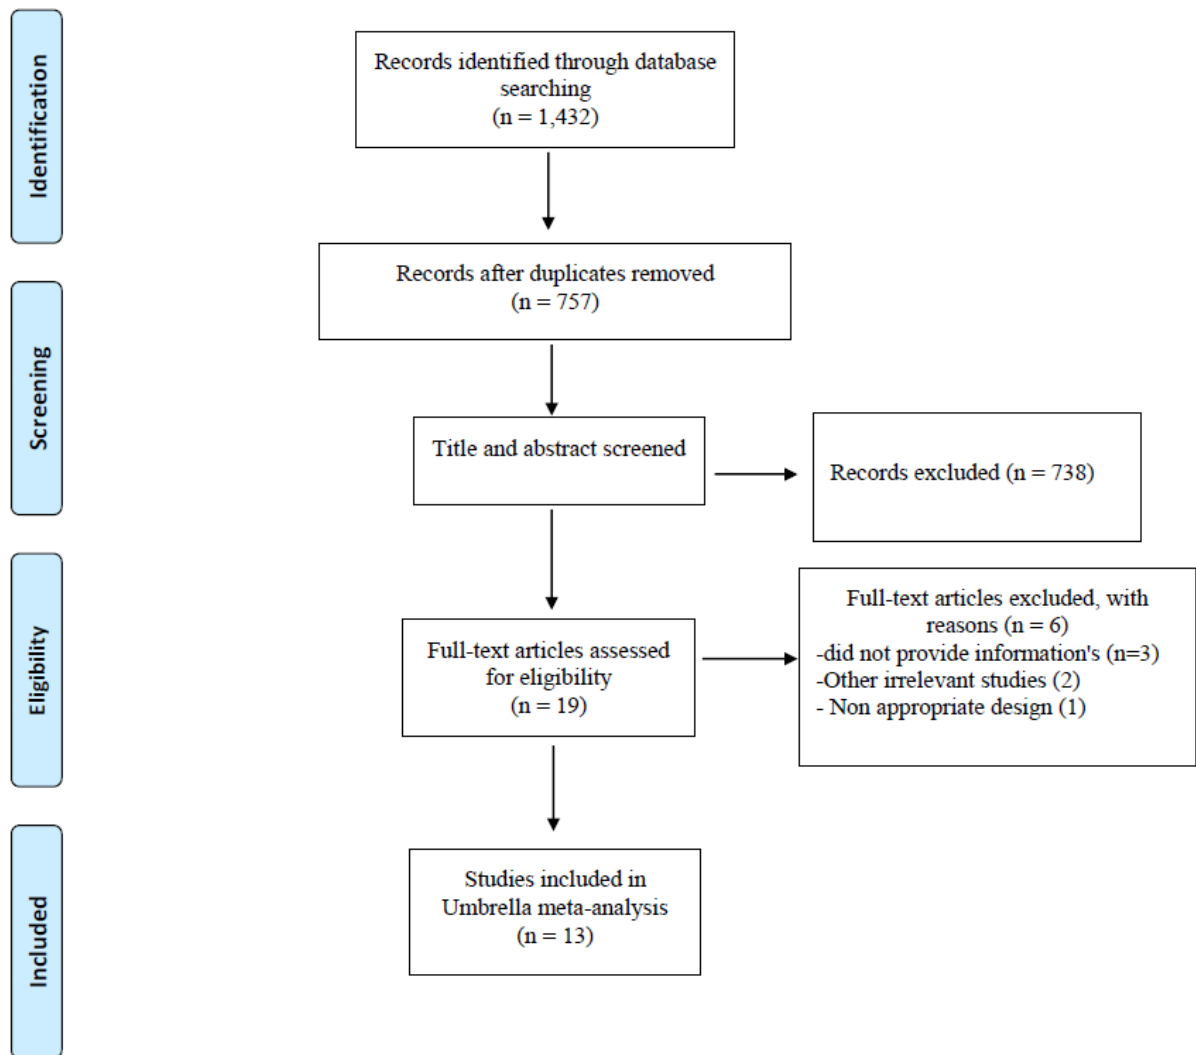 Identification
Records identified through database
searching
(n = 1,432)
Records after duplicates removed
(n = 757)
Screening
Title and abstract screened
Records excluded (n = 738)
Eligibility
Full-text articles assessed
for eligibility
(n = 19)
Full-text articles excluded, with
reasons (n = 6)
-did not provide information's (n=3)
-Other irrelevant studies (2)
- Non appropriate design (1)
Included
Studies included in
Umbrella meta-analysis
(n = 13)